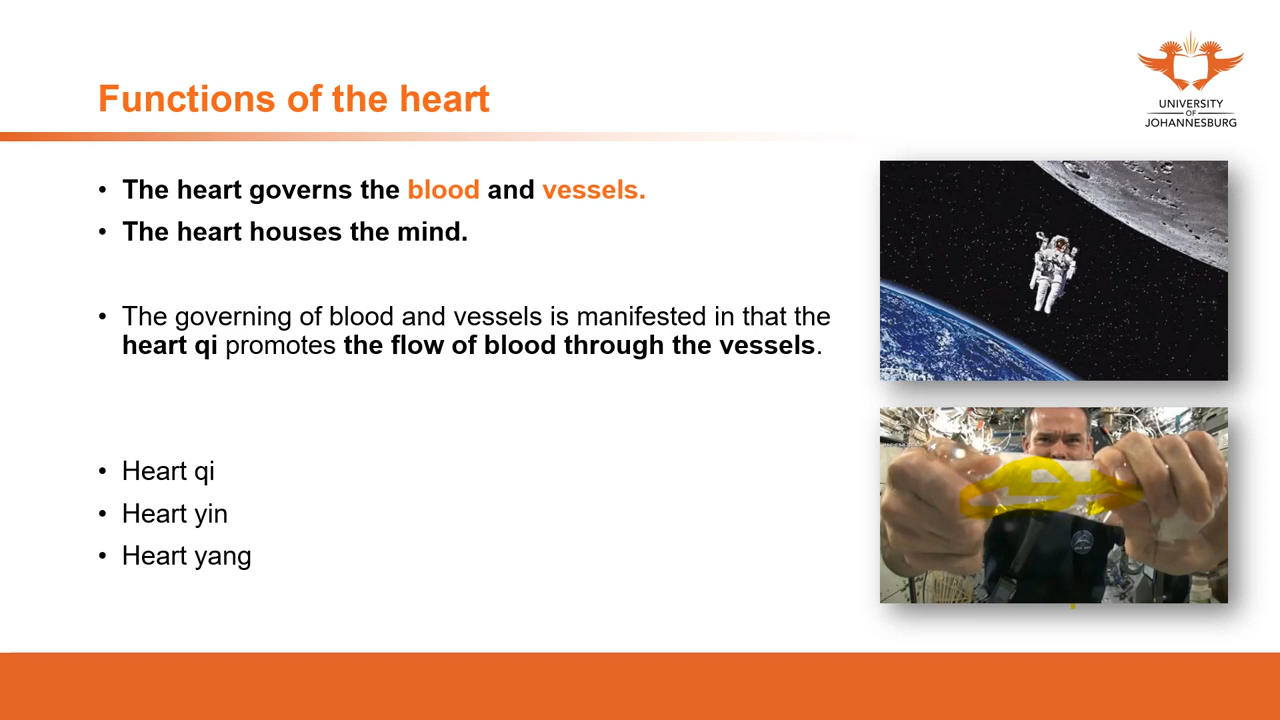 Functions of the heart
UNIVERSITY
OF
JOHANNESBURG
• The heart governs the blood and vessels.
• The heart houses the mind.
• The governing of blood and vessels is manifested in that the
heart qi promotes the flow of blood through the vessels.
• Heart qi
• Heart yin
• Heart yang